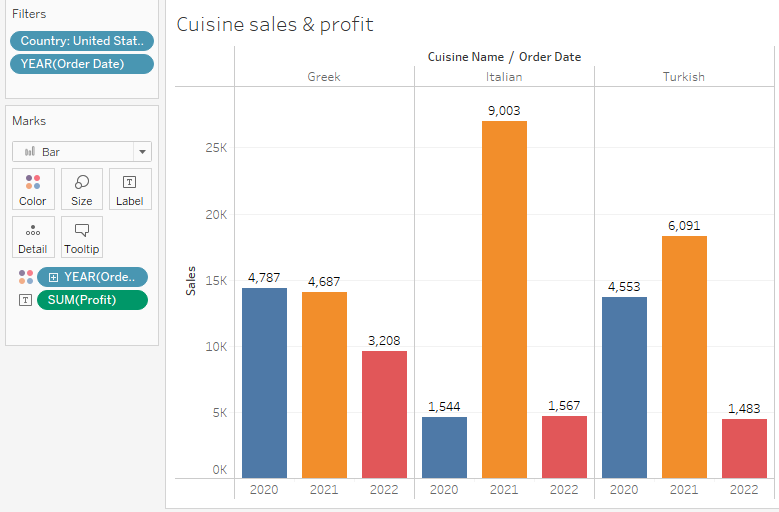 Filters
Country: United Stat..
YEAR(Order Date)
Marks
Bar
Color Size Label
Detail Tooltip
YEAR(Orde..
SUM(Profit)
Cuisine sales & profit
Cuisine Name / Order Date
Greek Italian Turkish
Sales
25K
20K
15K
10K
5K
0K
4,787 4,687 3,208 1,544 9,003 1,567 4,553 6,091 1,483
2020 2021 2022 2020 2021 2022 2020 2021 2022